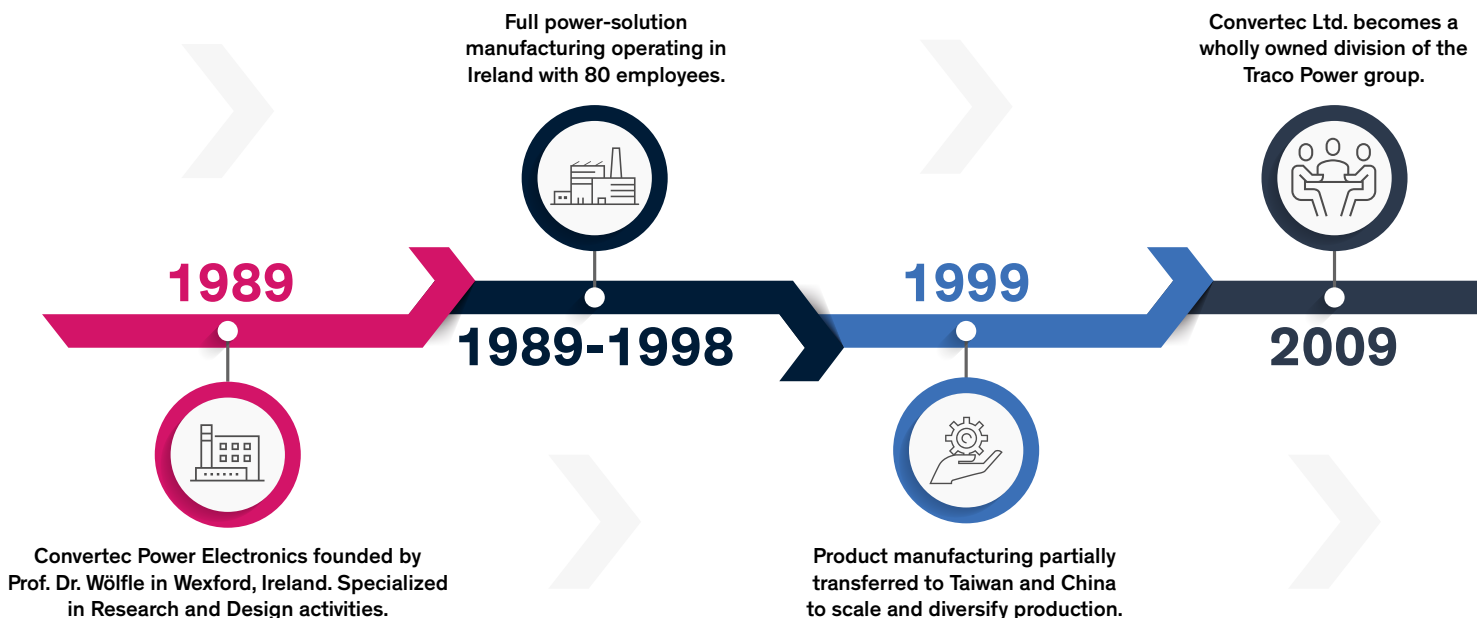 Full power-solution
manufacturing operating in
Ireland with 80 employees.
Convertec Ltd. becomes a
wholly owned division of the
Traco Power group.
1989
1999
1989-1998
2009
Convertec Power Electronics founded by
Prof. Dr. Wölfle in Wexford, Ireland. Specialized
in Research and Design activities.
Product manufacturing partially
transferred to Taiwan and China
to scale and diversify production.